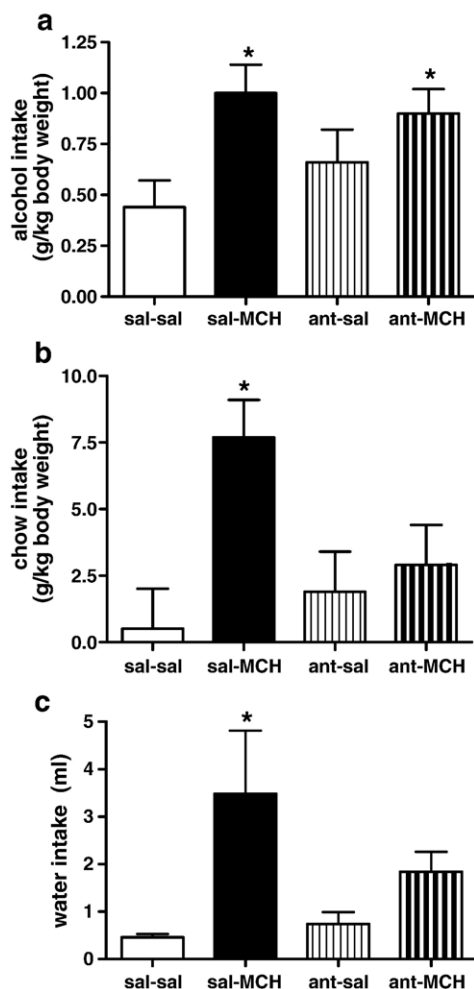 a
alcohol intake
(g/kg body weight)
1.25
1.00
0.75
0.50
0.25
0.00
*
*
sal-sal sal-MCH ant-sal ant-MCH
b
chow intake
(g/kg body weight)
10.0
7.5
5.0
2.5
0.0
*
sal-sal sal-MCH ant-sal ant-MCH
c
water intake (ml)
5
4
3
2
1
0
*
sal-sal sal-MCH ant-sal ant-MCH